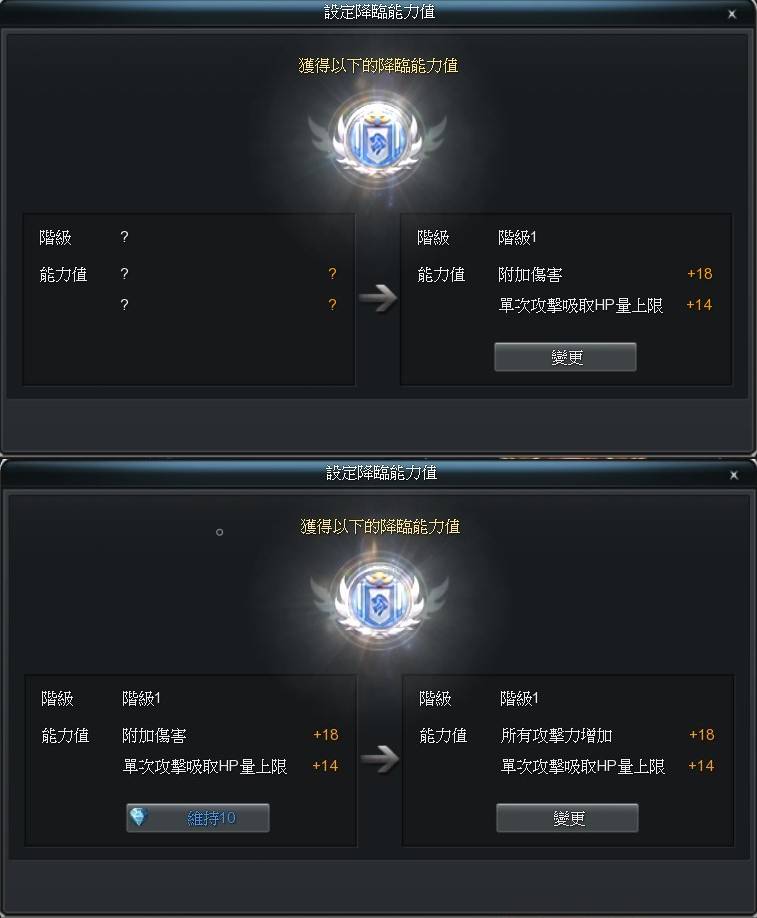 設定降臨能力值 x
獲得以下的降臨能力值
階級 ?
能力值 ? ?
? ?
階級 階級1
能力值 附加傷害 +18
單次攻擊吸取HP量上限 +14
變更
設定降臨能力值 x
獲得以下的降臨能力值
階級 階級1
能力值 附加傷害 +18
單次攻擊吸取HP量上限 +14
維持10
階級 階級1
能力值 所有攻擊力增加 +18
單次攻擊吸取HP量上限 +14
變更